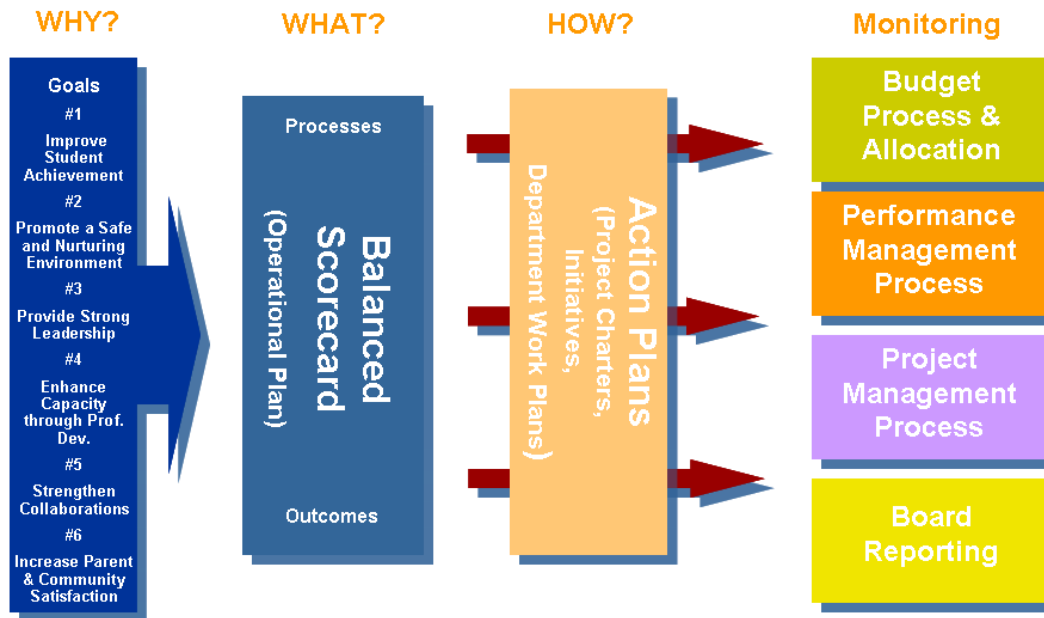 WHY?
Goals
#1
Improve
Student
Achievement
#2
Promote a Safe
and Nurturing
Environment
#3
Provide Strong
Leadership
#4
Enhance
Capacity
through Prof.
Dev.
#5
Strengthen
Collaborations
#6
Increase Parent
& Community
Satisfaction
WHAT?
Processes
Balanced
Scorecard
(Operational Plan)
Outcomes
HOW?
Action Plans
(Project Charters,
Initiatives,
Department Work Plans)
Monitoring
Budget
Process &
Allocation
Performance
Management
Process
Project
Management
Process
Board
Reporting